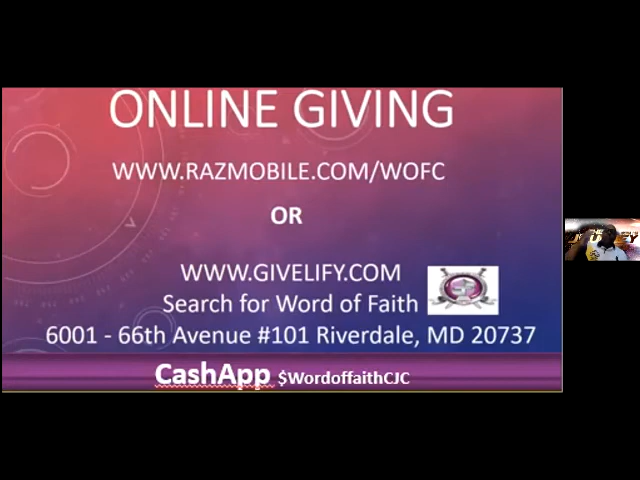 ONLINE GIVING
WWW.RAZMOBILE.COM/WOFC
OR
WWW.GIVELIFY.COM
Search for Word of Faith
6001 - 66th Avenue #101 Riverdale, MD 20737
CashApp $WordoffaithCJC